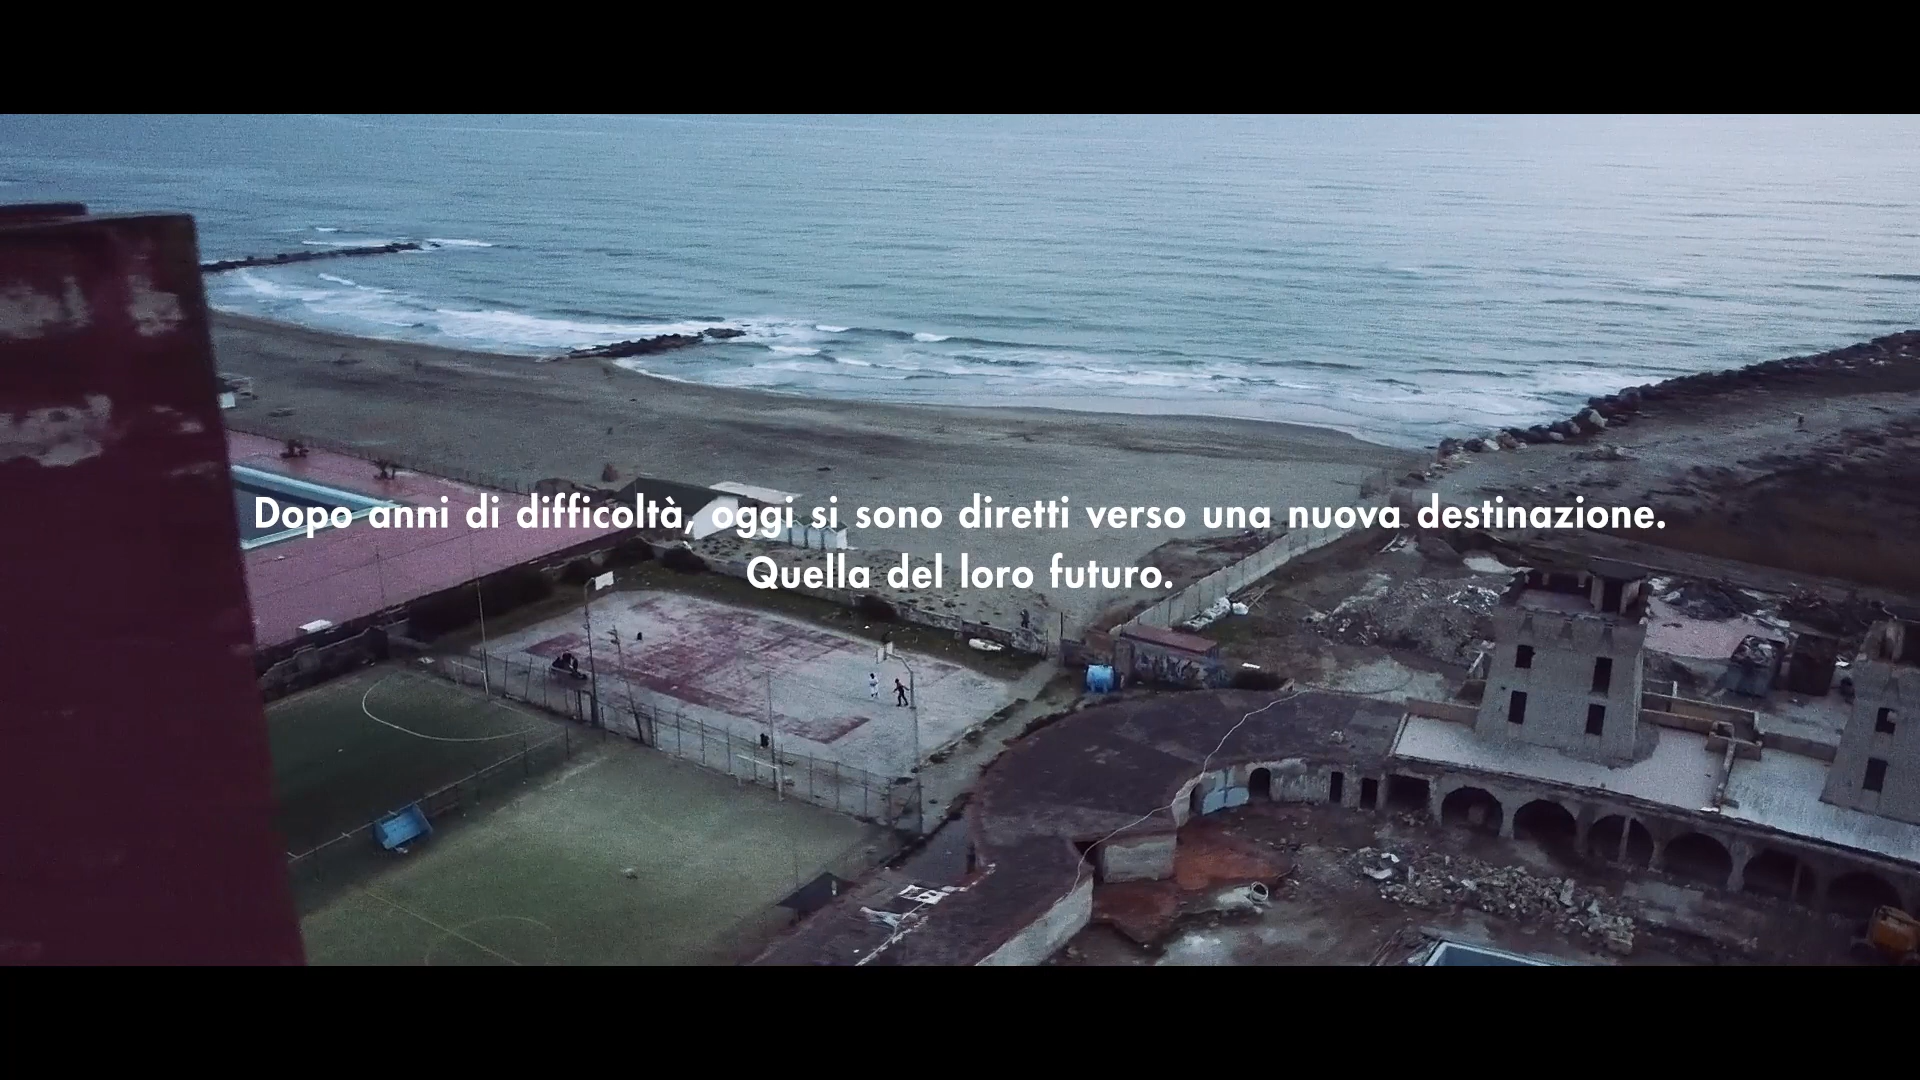 Dopo anni di difficoltà, oggi si sono diretti verso una nuova destinazione.
Quella del loro futuro.